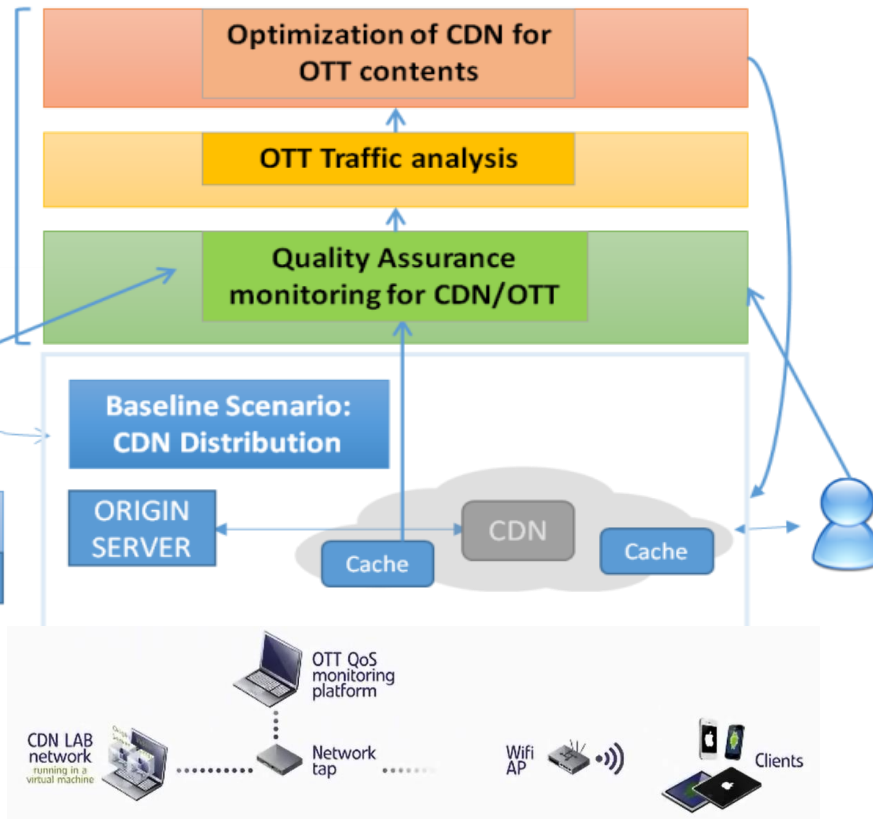 Optimization of CDN for
OTT contents
OTT Traffic analysis
Quality Assurance
monitoring for CDN/OTT
Baseline Scenario:
CDN Distribution
ORIGIN
SERVER
CDN
Cache
Cache
OTT QoS
monitoring
platform
CDN LAB
network
running in a
virtual machine
Origin
Server
Network
tap
Wifi
AP
Clients